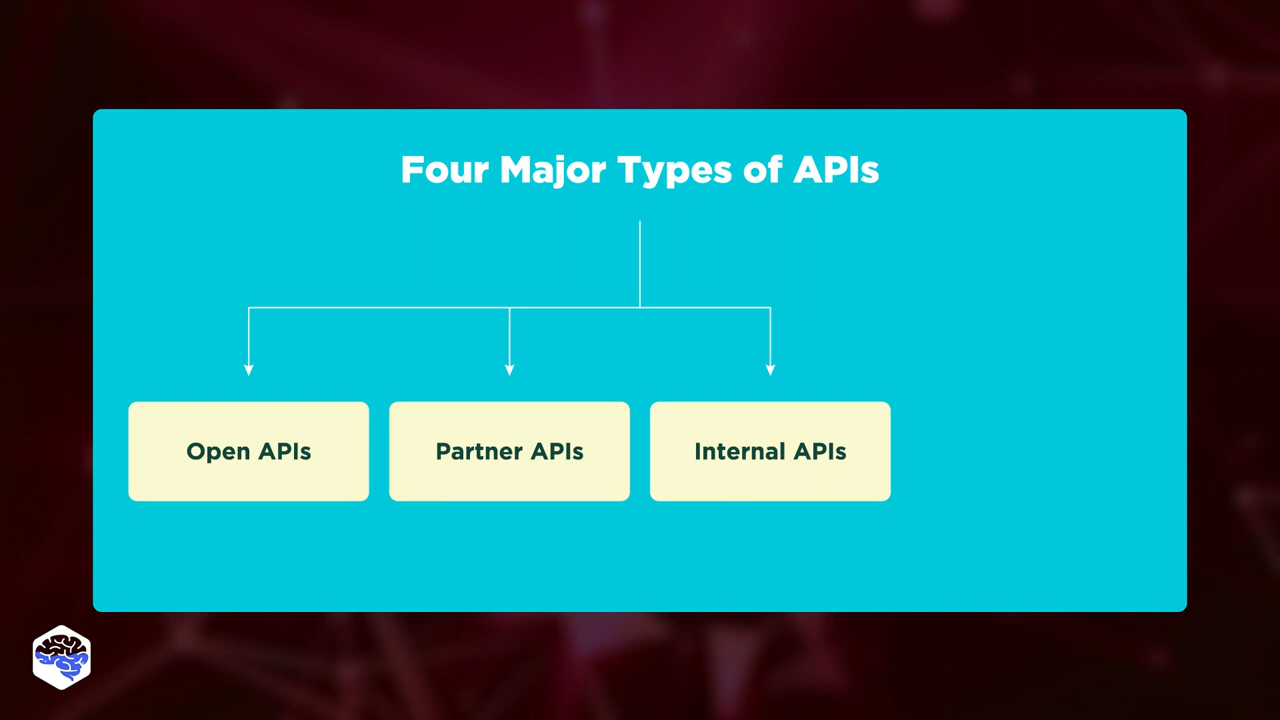 Four Major Types of APIs
Open APIs
Partner APIs
Internal APIs